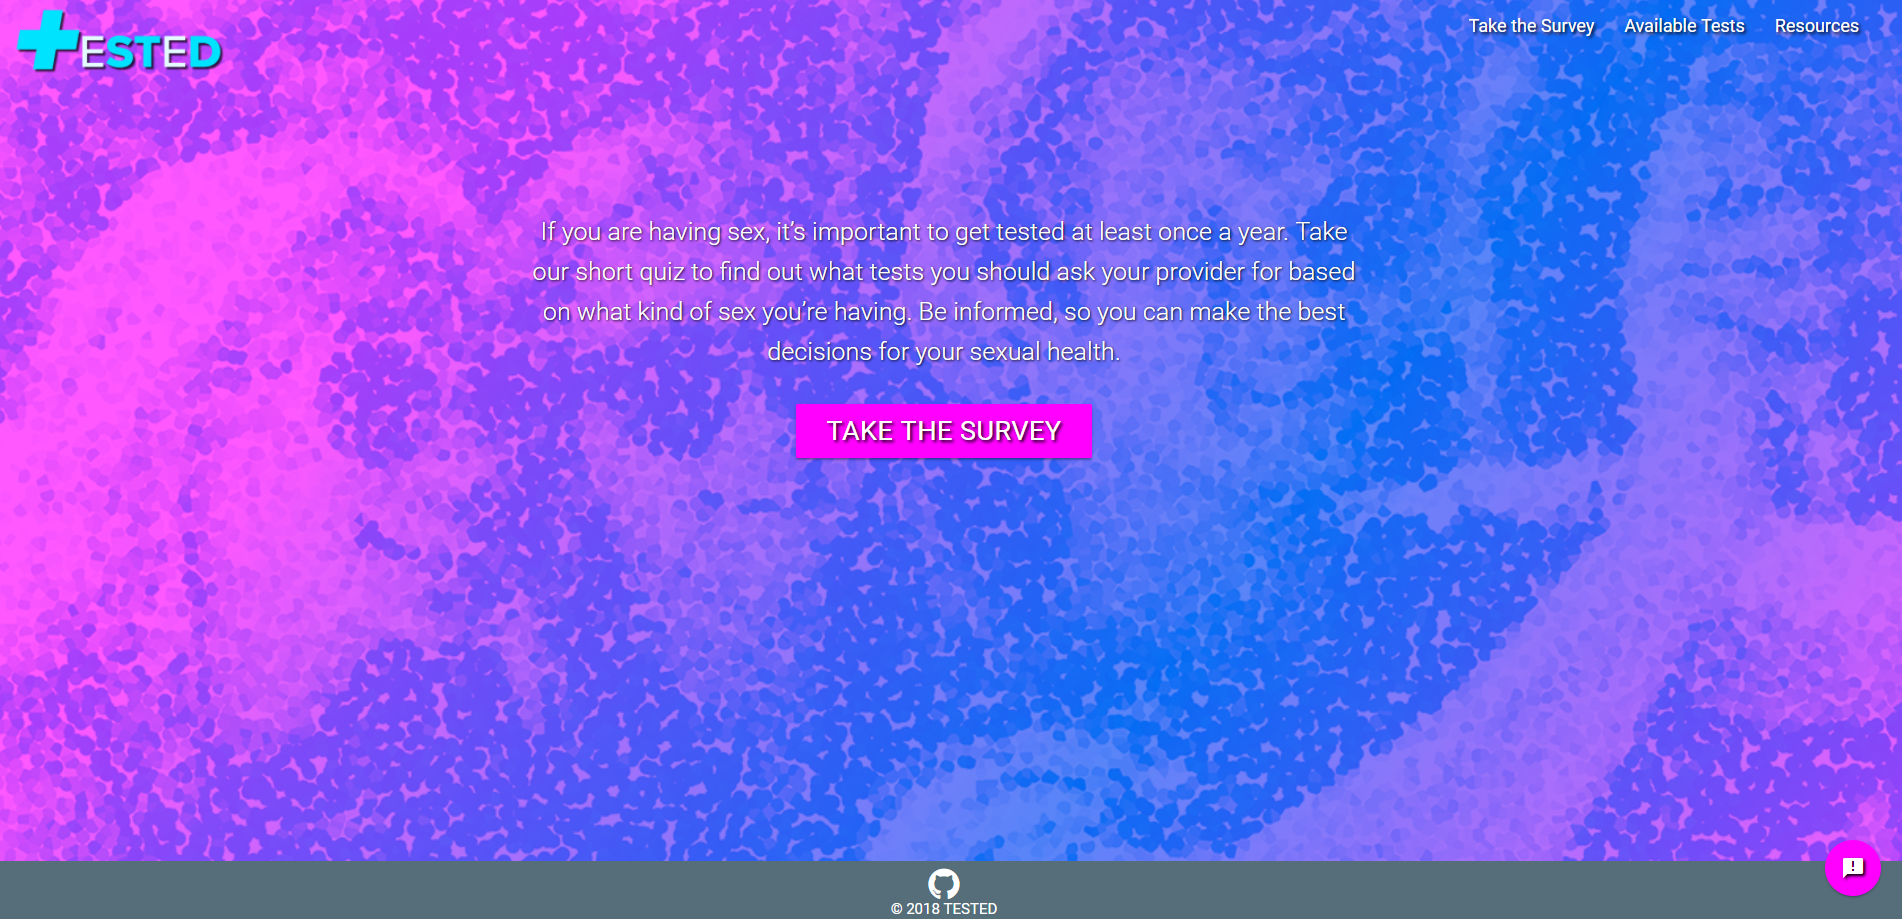 TESTED
Take the Survey
Available Tests
Resources
If you are having sex, it’s important to get tested at least once a year. Take
our short quiz to find out what tests you should ask your provider for based
on what kind of sex you’re having. Be informed, so you can make the best
decisions for your sexual health.
TAKE THE SURVEY
© 2018 TESTED